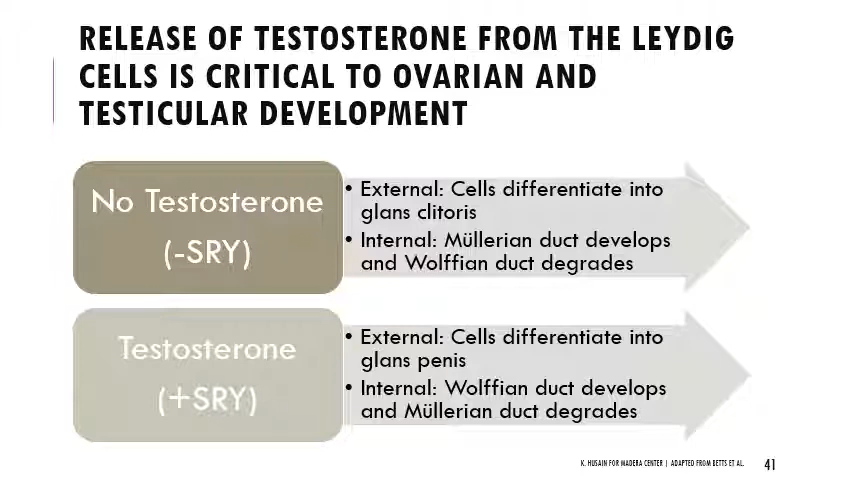 RELEASE OF TESTOSTERONE FROM THE LEYDIG
CELLS IS CRITICAL TO OVARIAN AND
TESTICULAR DEVELOPMENT
No Testosterone
(-SRY)
• External: Cells differentiate into
glans clitoris
• Internal: Müllerian duct develops
and Wolffian duct degrades
Testosterone
(+SRY)
• External: Cells differentiate into
glans penis
• Internal: Wolffian duct develops
and Müllerian duct degrades
K. HUSAIN FOR MADERA CENTER | ADAPTED FROM BETTS ET AL.
41